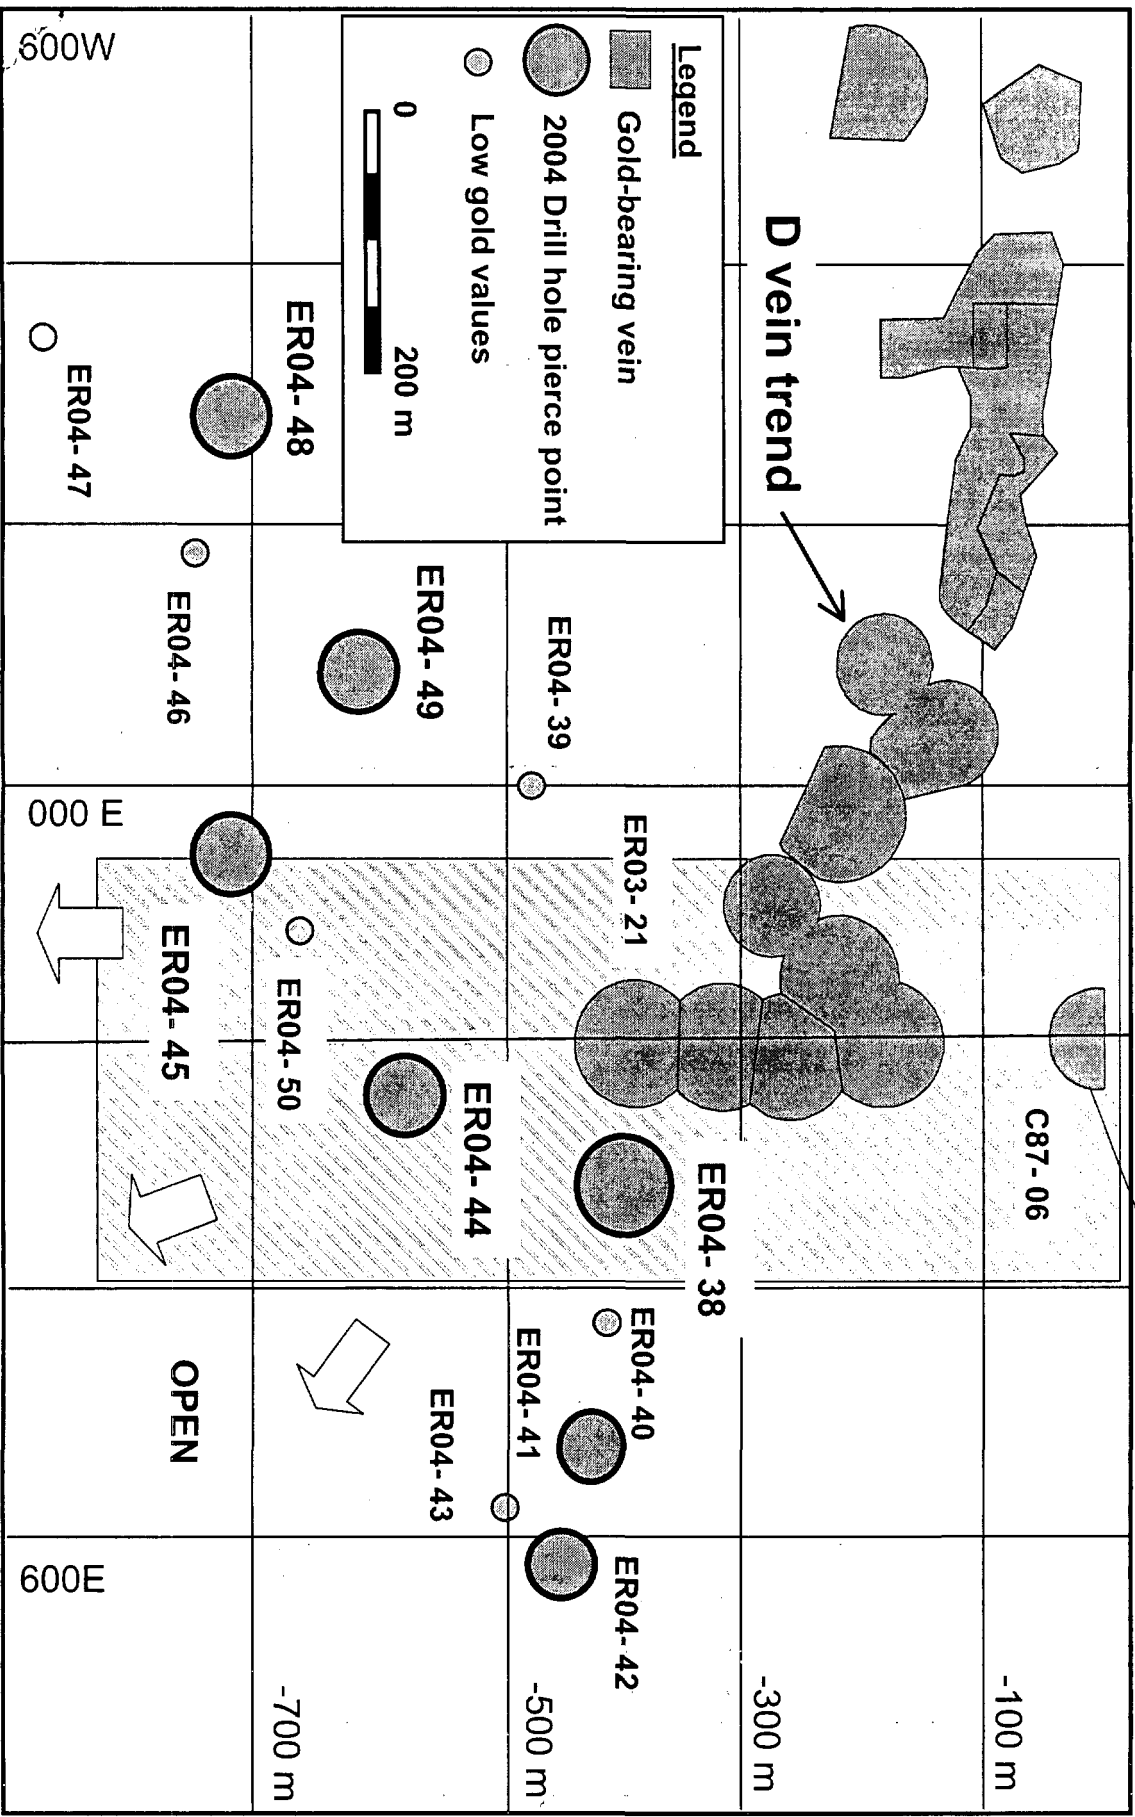 Legend
Gold-bearing vein
2004 Drill hole pierce point
Low gold values
0 200 m
D vein trend
C87- 06
-100 m
ER03- 21
ER04- 38
-300 m
ER04- 39
ER04- 40
ER04- 41
ER04- 42
ER04- 43
-500 m
ER04- 49
ER04- 44
ER04- 48
ER04- 50
-700 m
ER04- 46
ER04- 45
OPEN
ER04- 47
600W
000 E
600E